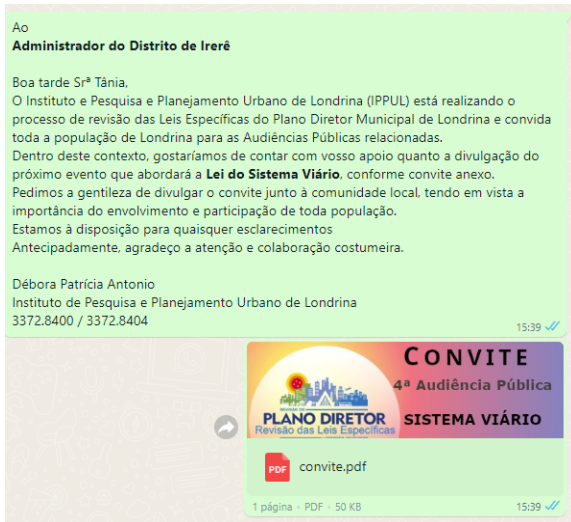 Ao
Administrador do Distrito de Irerê
Boa tarde Srª Tânia,
O Instituto e Pesquisa e Planejamento Urbano de Londrina (IPPUL) está realizando o
processo de revisão das Leis Específicas do Plano Diretor Municipal de Londrina e convida
toda a população de Londrina para as Audiências Públicas relacionadas.
Dentro deste contexto, gostaríamos de contar com vosso apoio quanto a divulgação do
próximo evento que abordará a Lei do Sistema Viário, conforme convite anexo.
Pedimos a gentileza de divulgar o convite junto à comunidade local, tendo em vista a
importância do envolvimento e participação de toda população.
Estamos à disposição para quaisquer esclarecimentos
Antecipadamente, agradeço a atenção e colaboração costumeira.
Débora Patrícia Antonio
Instituto de Pesquisa e Planejamento Urbano de Londrina
3372.8400 / 3372.8404
15:39
CONVITE
4ª Audiência Pública
SISTEMA VIÁRIO
REVISÃO DO
PLANO DIRETOR
Revisão das Leis Específicas
PDF
convite.pdf
1 página • PDF • 50 KB
15:39